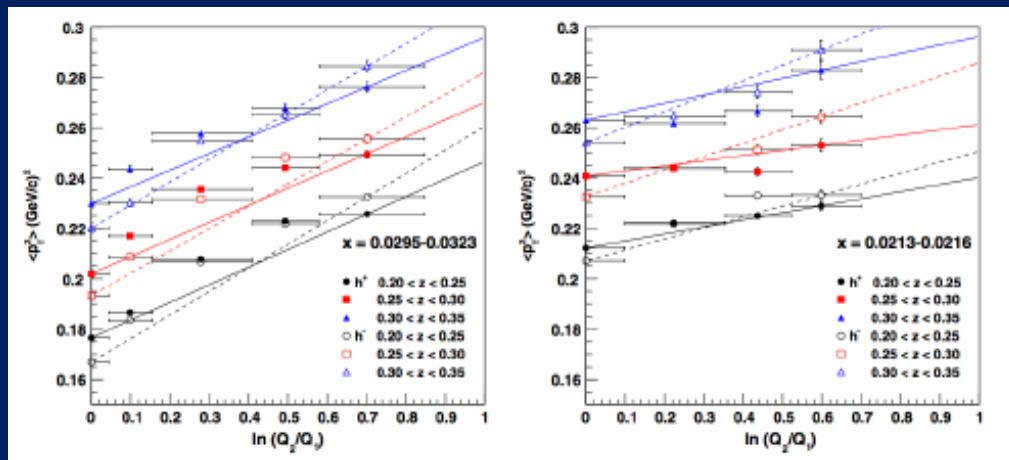 0.3
0.28
0.26
0.24
0.22
0.2
0.18
0.16
(GeV/c)²
x = 0.0295-0.0323
h⁺ 0.20 < z < 0.25
0.25 < z < 0.30
0.30 < z < 0.35
h⁻ 0.20 < z < 0.25
0.25 < z < 0.30
0.30 < z < 0.35
0 0.1 0.2 0.3 0.4 0.5 0.6 0.7 0.8 0.9 1
ln (Q₂/Q₁)
0.3
0.28
0.26
0.24
0.22
0.2
0.18
0.16
(GeV/c)²
x = 0.0213-0.0216
h⁺ 0.20 < z < 0.25
0.25 < z < 0.30
0.30 < z < 0.35
h⁻ 0.20 < z < 0.25
0.25 < z < 0.30
0.30 < z < 0.35
0 0.1 0.2 0.3 0.4 0.5 0.6 0.7 0.8 0.9 1
ln (Q₂/Q₁)